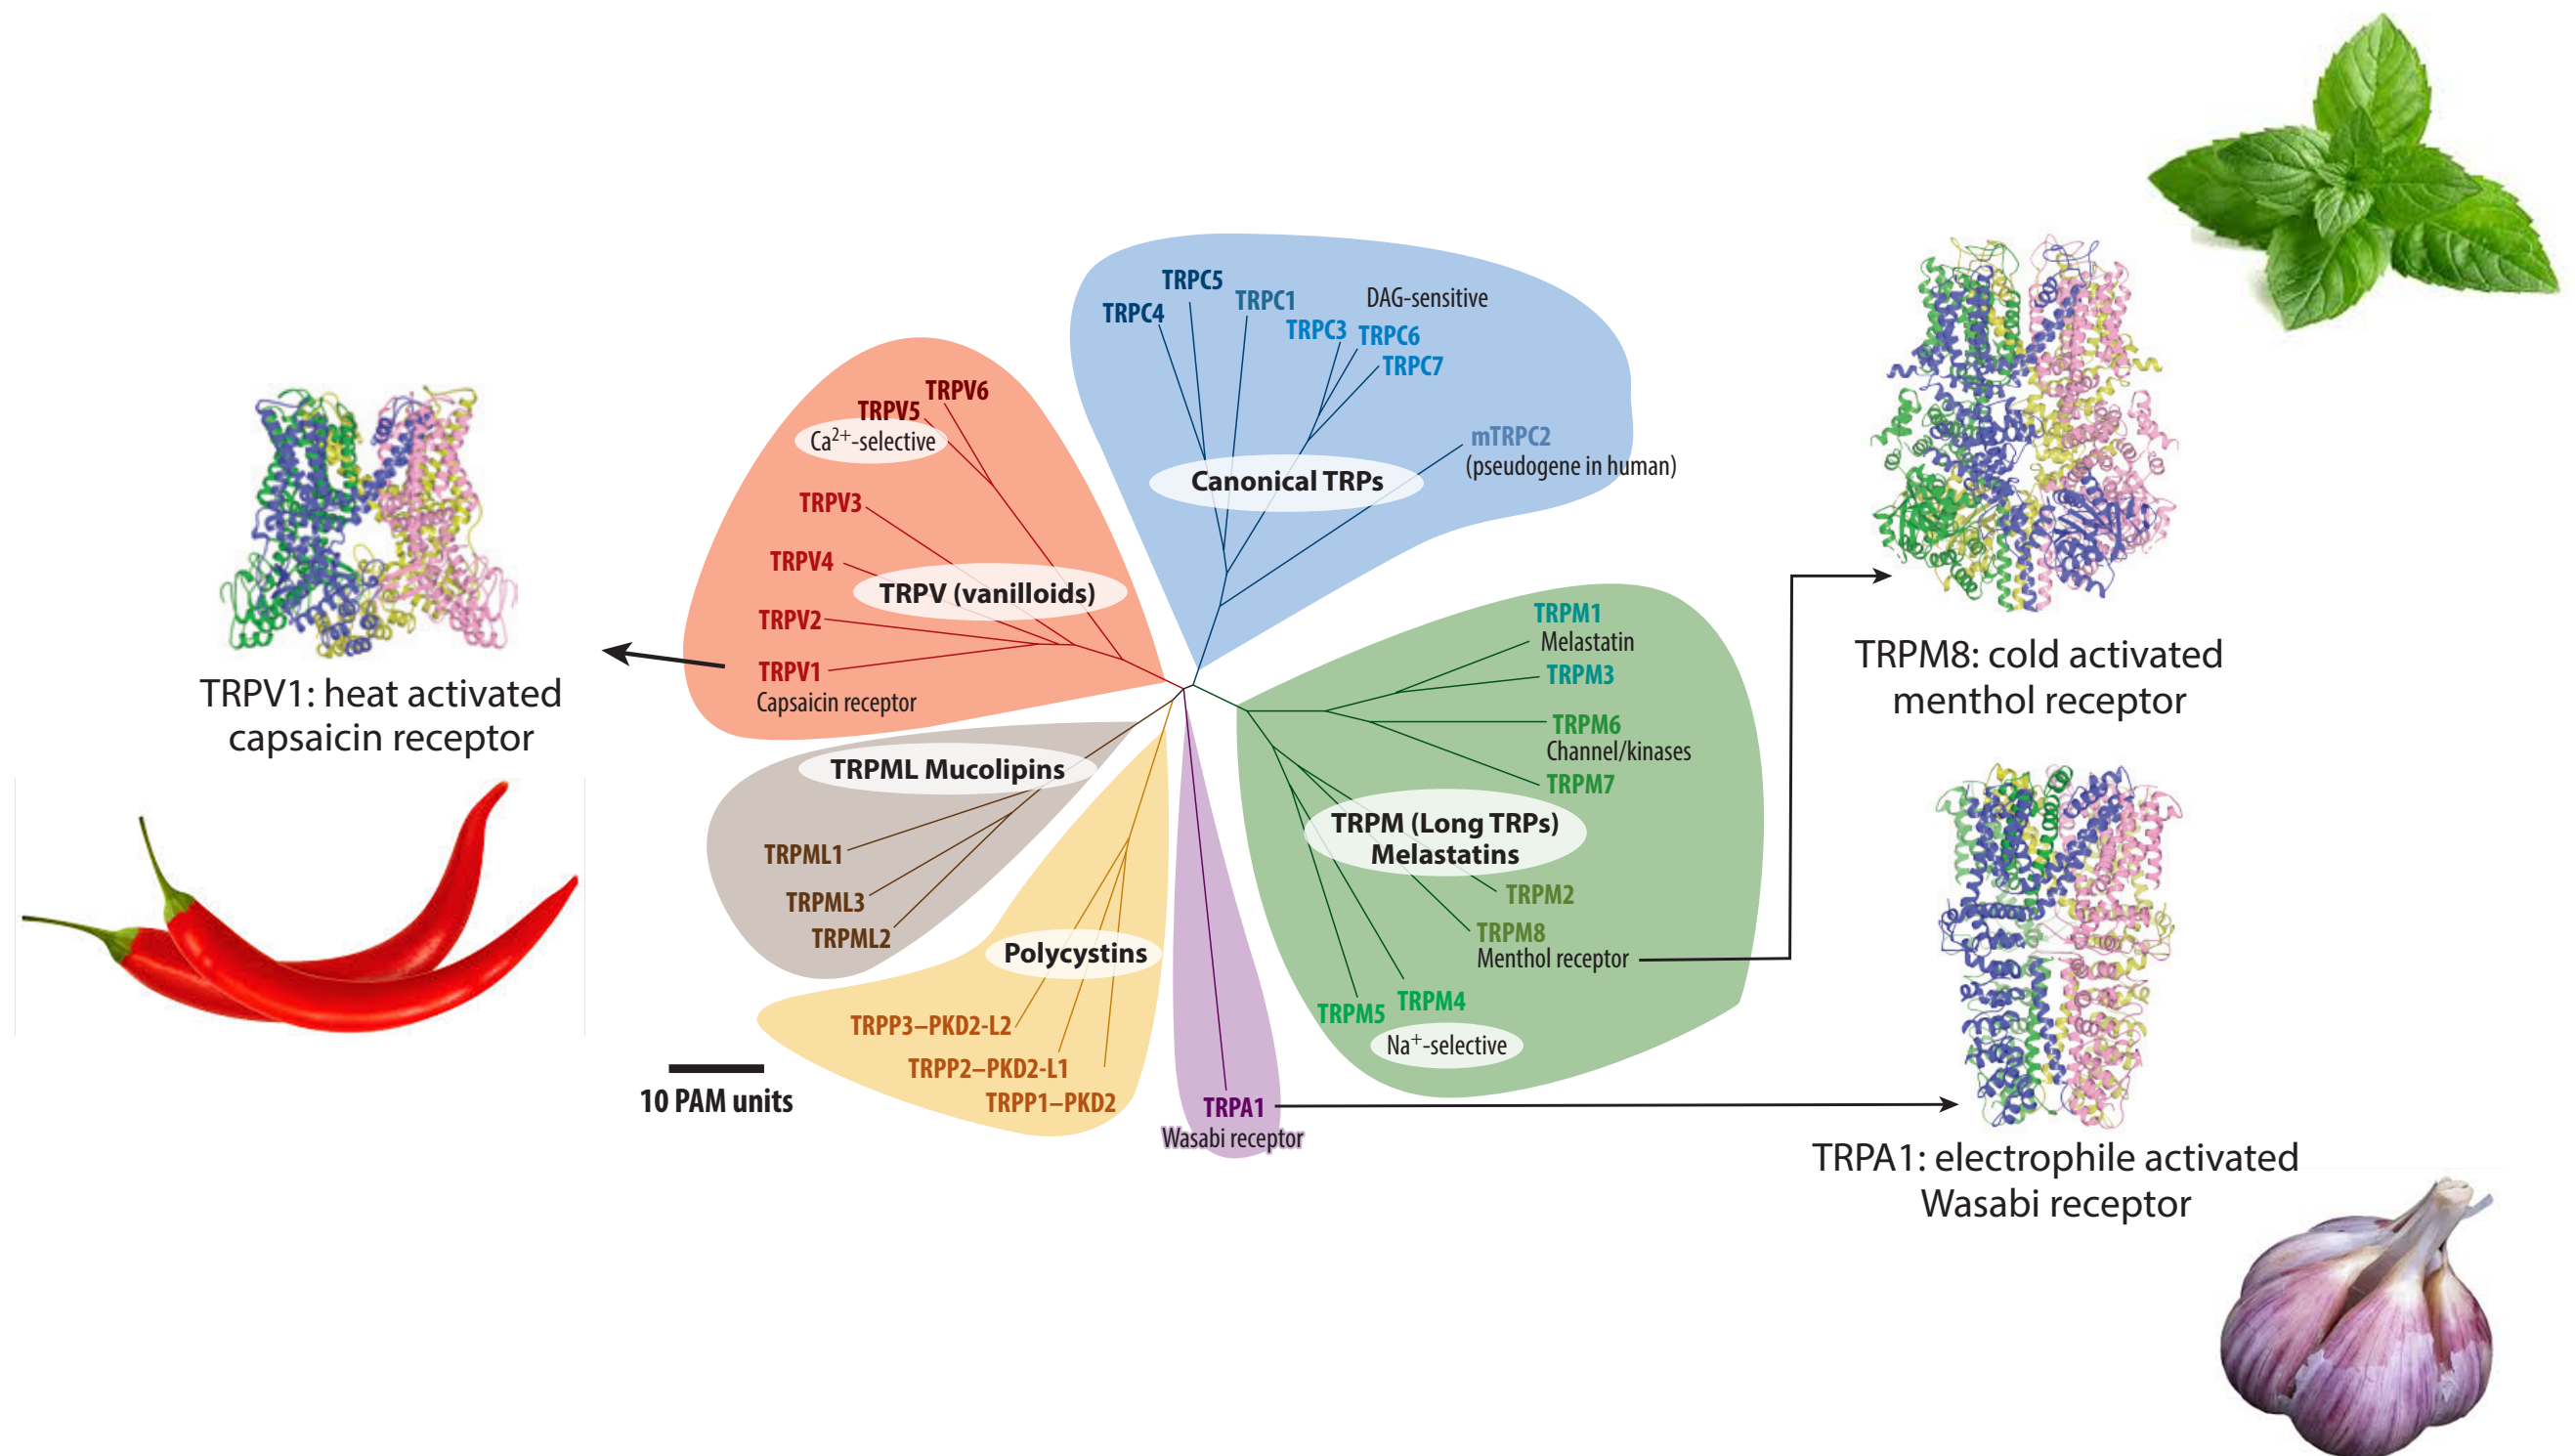 TRPC5
TRPC4
TRPC1
DAG-sensitive
TRPC3
TRPC6
TRPC7
mTRPC2
(pseudogene in human)
Canonical TRPs
TRPV6
TRPV5
Ca²⁺-selective
TRPV3
TRPV4
TRPV (vanilloids)
TRPV2
TRPV1
Capsaicin receptor
TRPV1: heat activated
capsaicin receptor
TRPM1
Melastatin
TRPM3
TRPM6
Channel/kinases
TRPM7
TRPM (Long TRPs)
Melastatins
TRPM2
TRPM8
Menthol receptor
TRPM4
TRPM5
Na⁺-selective
TRPM8: cold activated
menthol receptor
TRPML Mucolipins
TRPML1
TRPML3
TRPML2
Polycystins
TRPP3–PKD2-L2
TRPP2–PKD2-L1
TRPP1–PKD2
10 PAM units
TRPA1
Wasabi receptor
TRPA1: electrophile activated
Wasabi receptor